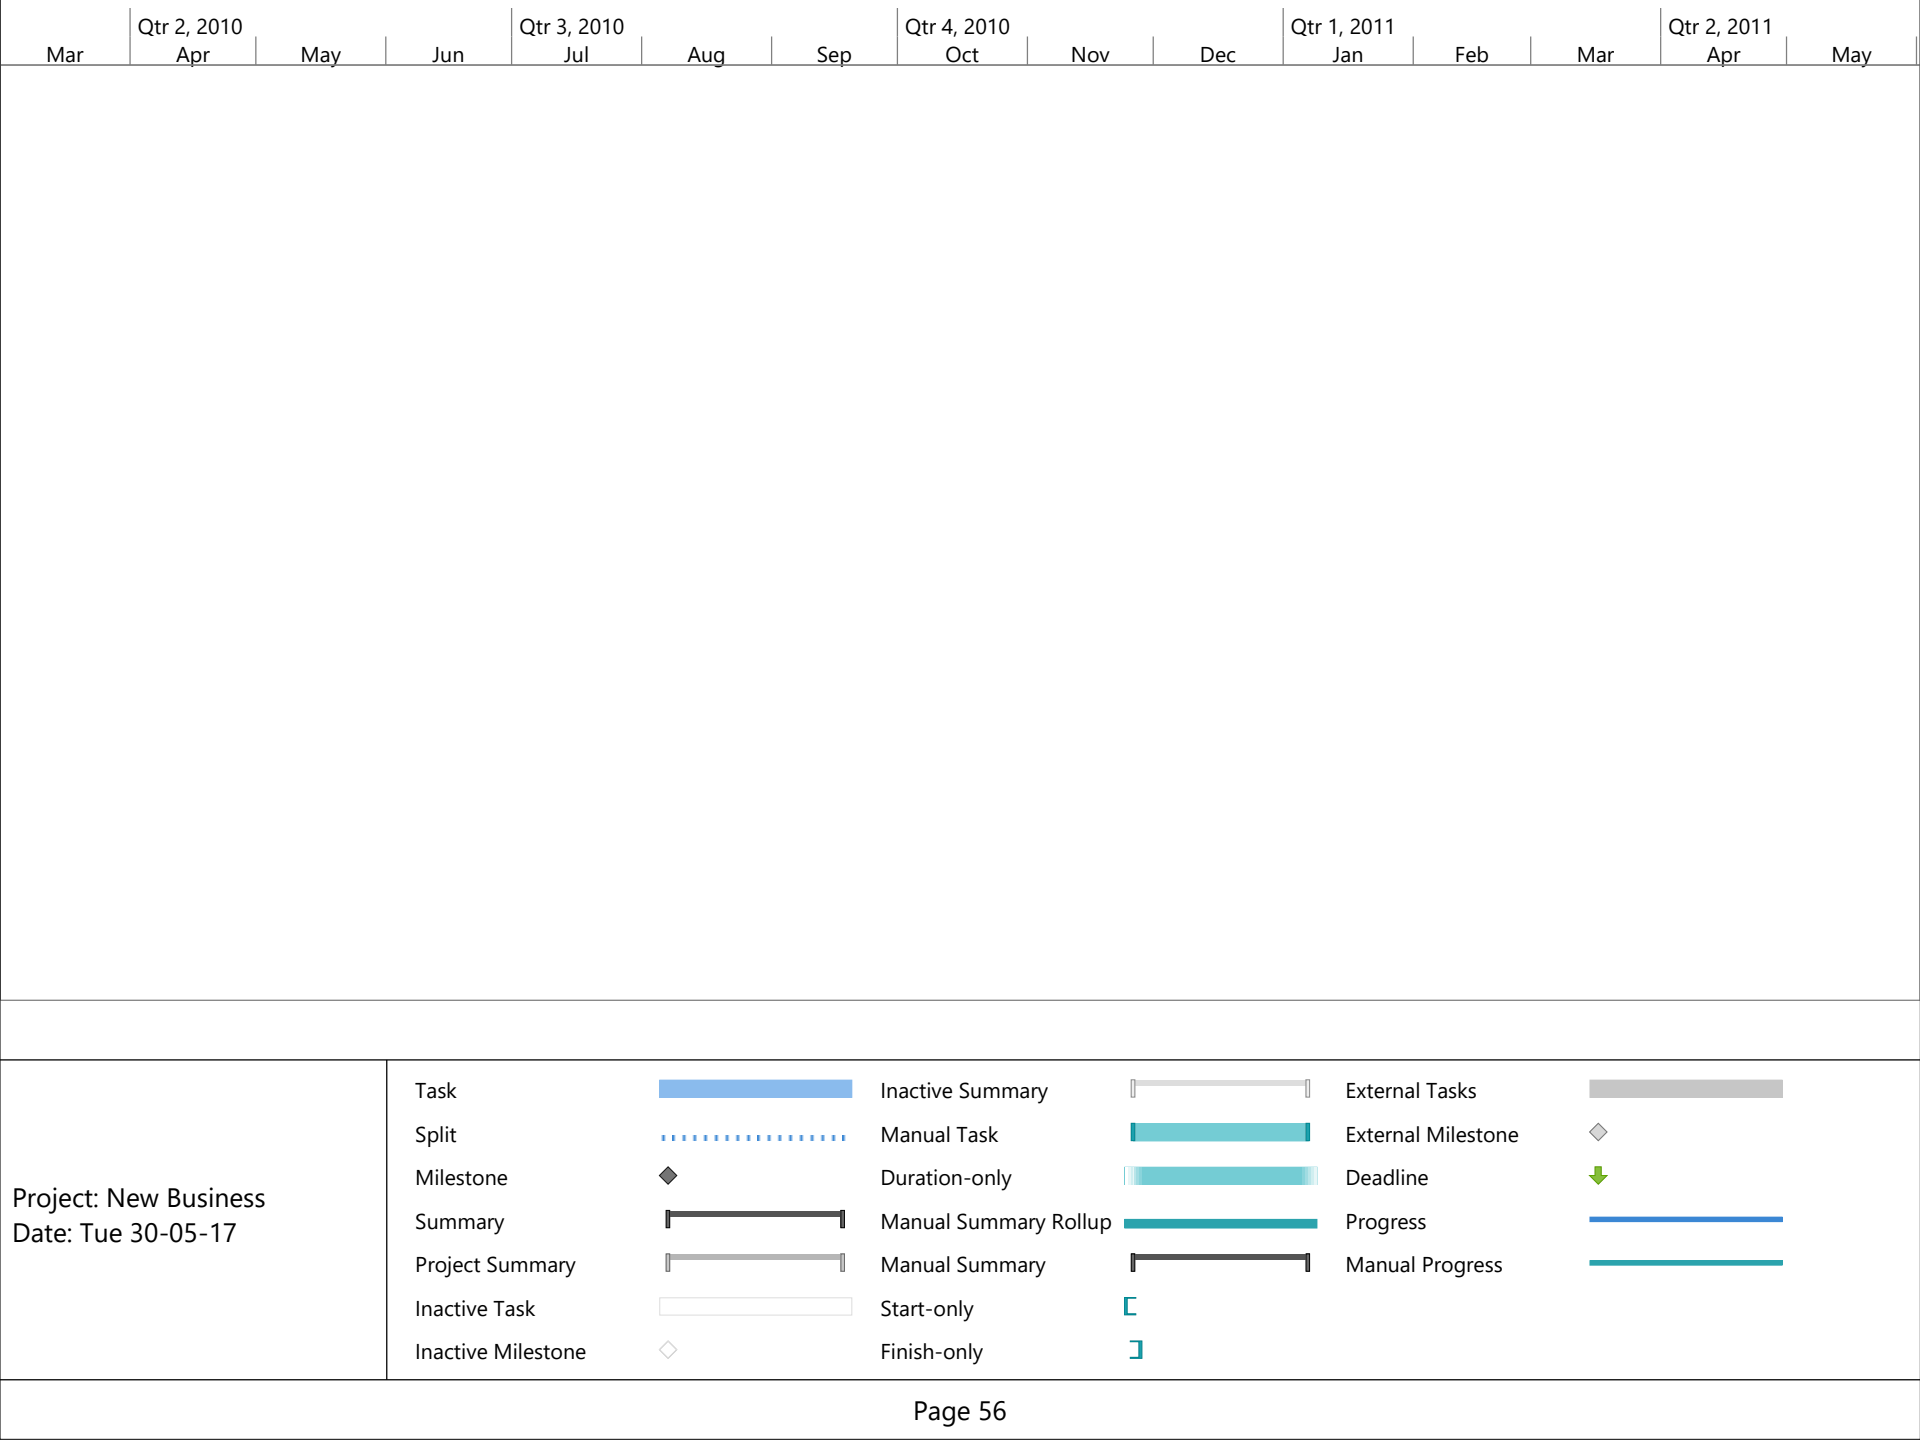 Qtr 2, 2010 Qtr 3, 2010 Qtr 4, 2010 Qtr 1, 2011 Qtr 2, 2011
Mar Apr May Jun Jul Aug Sep Oct Nov Dec Jan Feb Mar Apr May
Project: New Business
Date: Tue 30-05-17
Task
Split
Milestone
Summary
Project Summary
Inactive Task
Inactive Milestone
Inactive Summary
Manual Task
Duration-only
Manual Summary Rollup
Manual Summary
Start-only
Finish-only
External Tasks
External Milestone
Deadline
Progress
Manual Progress
Page 56